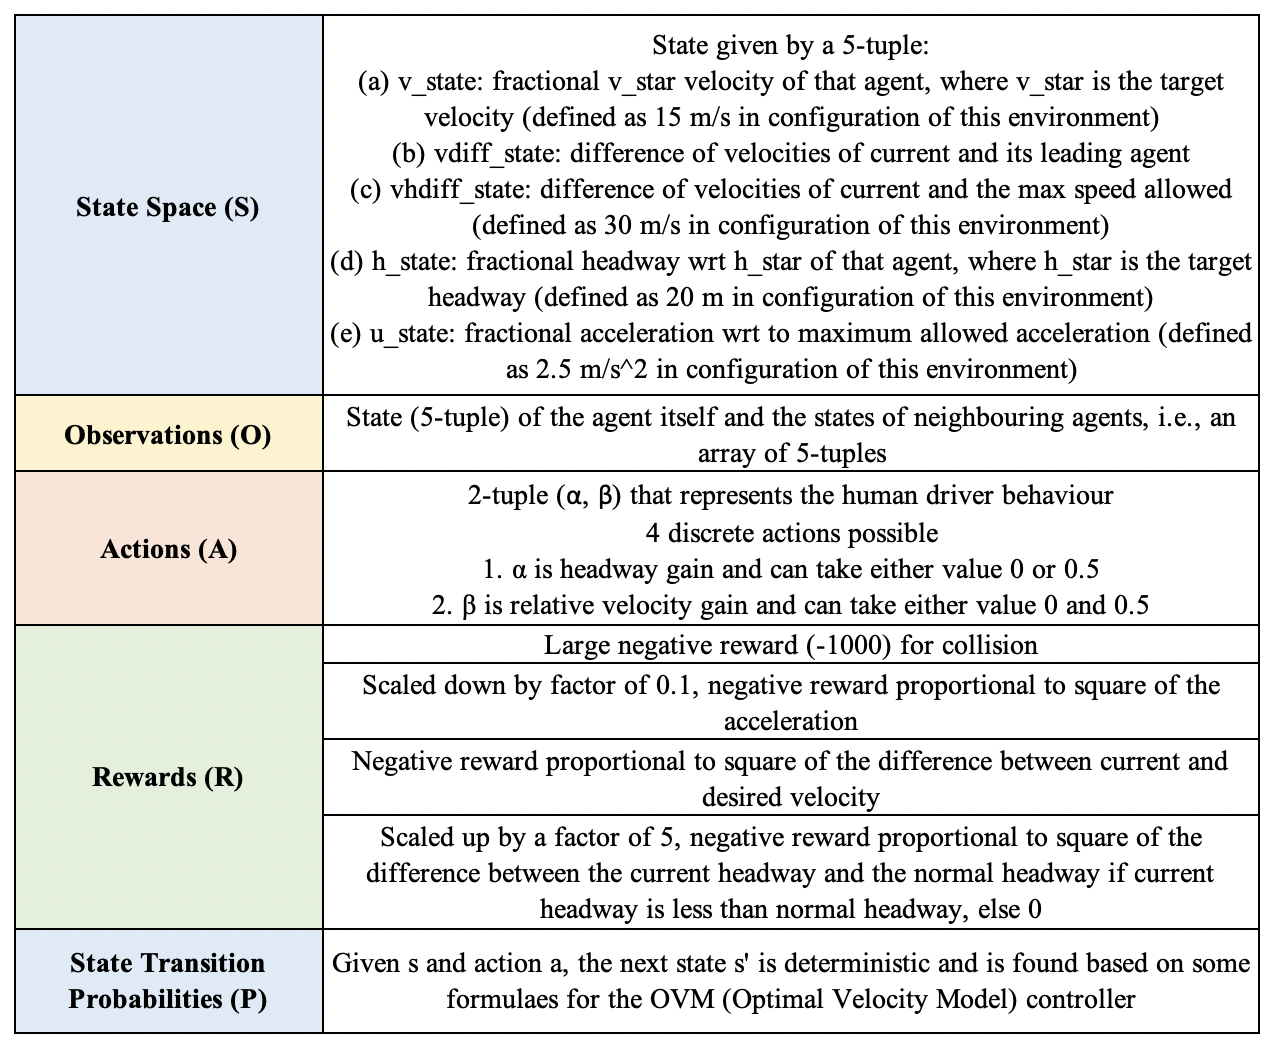 State Space (S)
State given by a 5-tuple:
(a) v_state: fractional v_star velocity of that agent, where v_star is the target
velocity (defined as 15 m/s in configuration of this environment)
(b) vdiff_state: difference of velocities of current and its leading agent
(c) vhdiff_state: difference of velocities of current and the max speed allowed
(defined as 30 m/s in configuration of this environment)
(d) h_state: fractional headway wrt h_star of that agent, where h_star is the target
headway (defined as 20 m in configuration of this environment)
(e) u_state: fractional acceleration wrt to maximum allowed acceleration (defined
as 2.5 m/s^2 in configuration of this environment)
Observations (O)
State (5-tuple) of the agent itself and the states of neighbouring agents, i.e., an
array of 5-tuples
Actions (A)
2-tuple (α, β) that represents the human driver behaviour
4 discrete actions possible
1. α is headway gain and can take either value 0 or 0.5
2. β is relative velocity gain and can take either value 0 and 0.5
Rewards (R)
Large negative reward (-1000) for collision
Scaled down by factor of 0.1, negative reward proportional to square of the
acceleration
Negative reward proportional to square of the difference between current and
desired velocity
Scaled up by a factor of 5, negative reward proportional to square of the
difference between the current headway and the normal headway if current
headway is less than normal headway, else 0
State Transition
Probabilities (P)
Given s and action a, the next state s' is deterministic and is found based on some
formulaes for the OVM (Optimal Velocity Model) controller